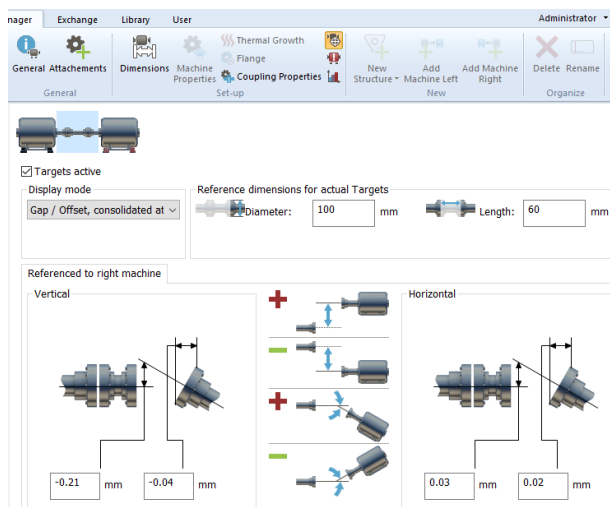 nager Exchange Library User Administrator
Thermal Growth
Flange
General Attachements Dimensions Machine Properties Coupling Properties New Structure Add Machine Left Add Machine Right Delete Rename
General Set-up New Organize
Targets active
Display mode Reference dimensions for actual Targets
Gap / Offset, consolidated at Diameter: 100 mm Length: 60 mm
Referenced to right machine
Vertical Horizontal
-0.21 mm -0.04 mm 0.03 mm 0.02 mm